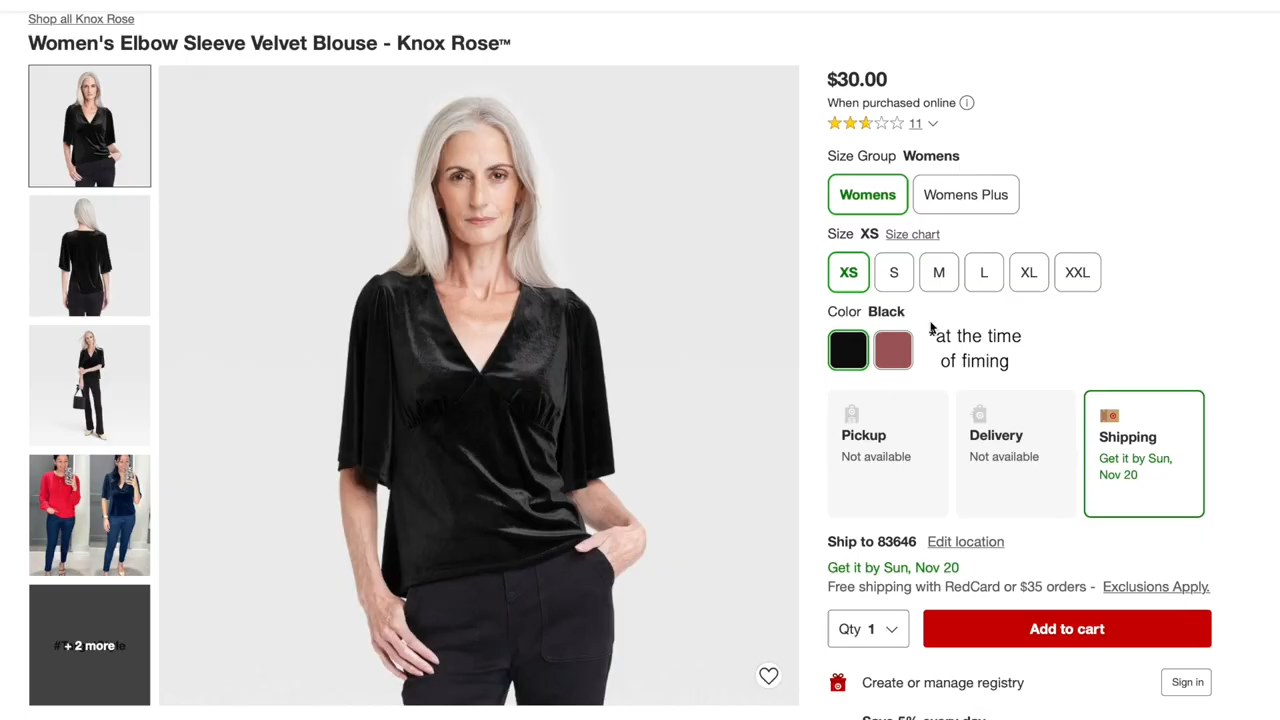 Shop all Knox Rose
Women's Elbow Sleeve Velvet Blouse - Knox Rose™
$30.00
When purchased online
11
Size Group Womens
Womens
Womens Plus
Size XS Size chart
XS S M L XL XXL
Color Black
*at the time
of fiming
Pickup
Not available
Delivery
Not available
Shipping
Get it by Sun,
Nov 20
Ship to 83646 Edit location
Get it by Sun, Nov 20
Free shipping with RedCard or $35 orders - Exclusions Apply.
Qty 1
Add to cart
+ 2 more
Create or manage registry
Sign in
Save 5% every day